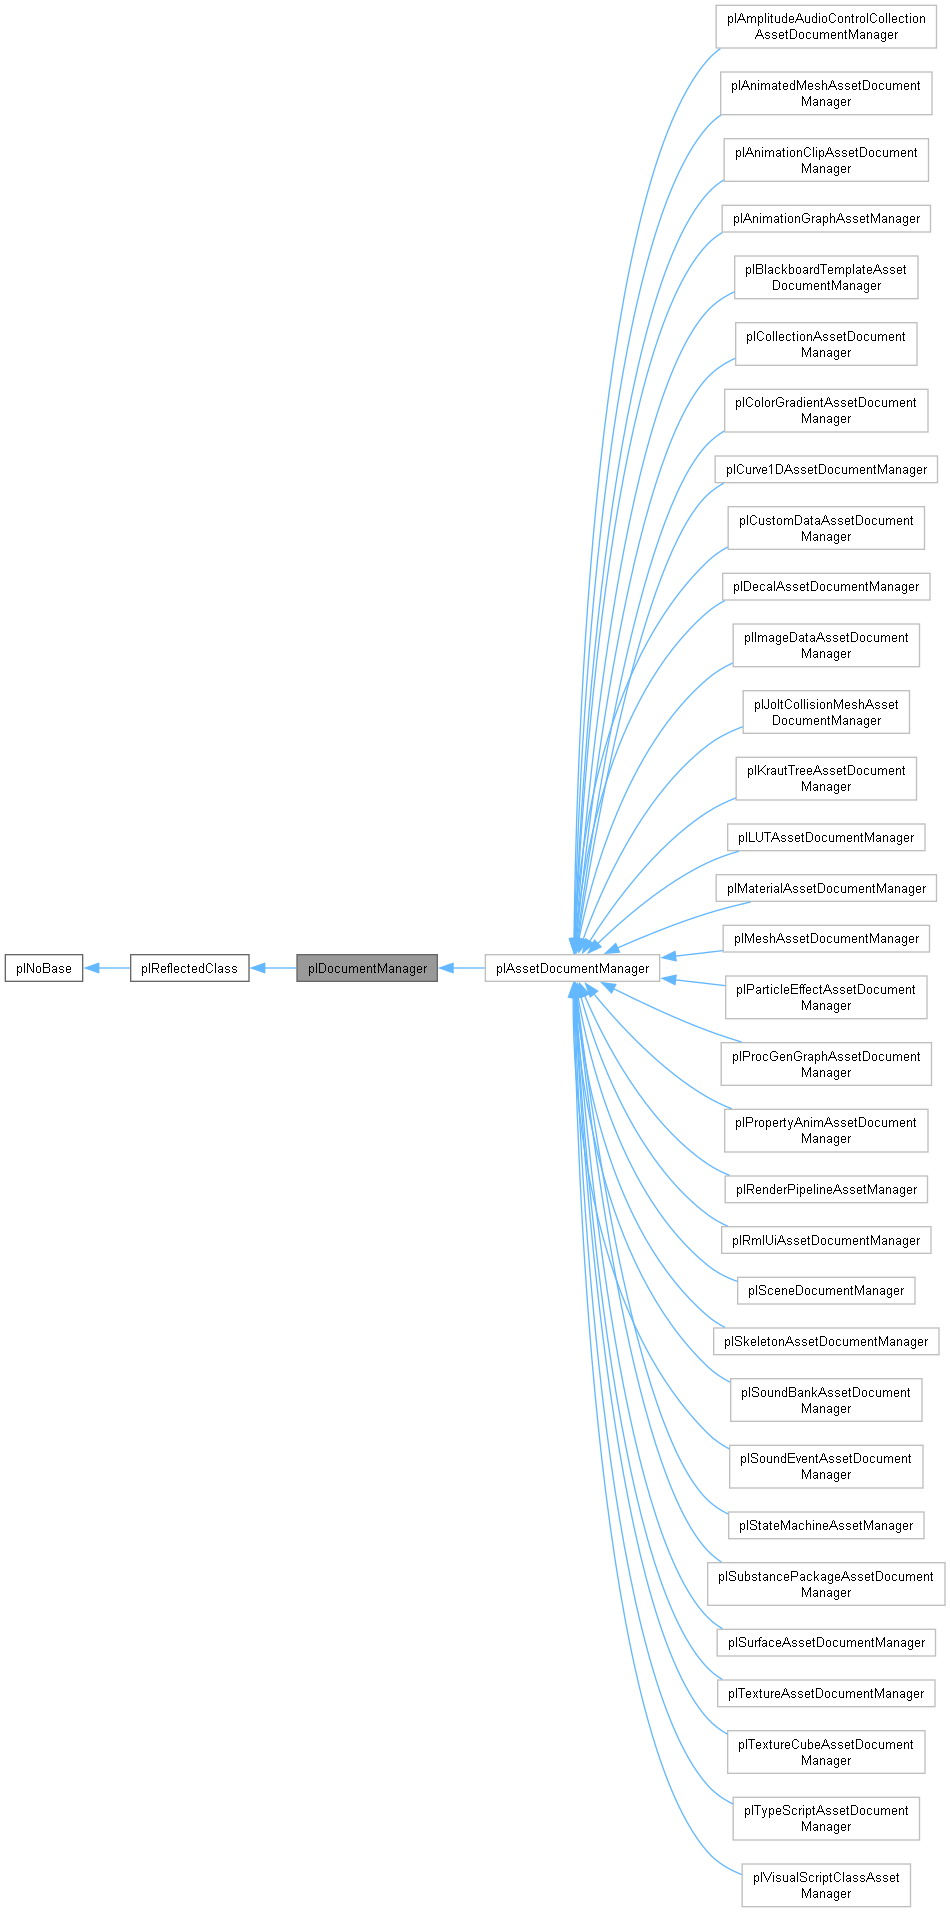 plAmplitudeAudioControlCollection
AssetDocumentManager
plAnimatedMeshAssetDocument
Manager
plAnimationClipAssetDocument
Manager
plAnimationGraphAssetManager
plBlackboardTemplateAsset
DocumentManager
plCollectionAssetDocument
Manager
plColorGradientAssetDocument
Manager
plCurve1DAssetDocumentManager
plCustomDataAssetDocument
Manager
plDecalAssetDocumentManager
plImageDataAssetDocument
Manager
plJoltCollisionMeshAsset
DocumentManager
plKrautTreeAssetDocument
Manager
plLUTAssetDocumentManager
plMaterialAssetDocumentManager
plMeshAssetDocumentManager
plNoBase
plReflectedClass
plDocumentManager
plAssetDocumentManager
plParticleEffectAssetDocument
Manager
plProcGenGraphAssetDocument
Manager
plPropertyAnimAssetDocument
Manager
plRenderPipelineAssetManager
plRmlUiAssetDocumentManager
plSceneDocumentManager
plSkeletonAssetDocumentManager
plSoundBankAssetDocument
Manager
plSoundEventAssetDocument
Manager
plStateMachineAssetManager
plSubstancePackageAssetDocument
Manager
plSurfaceAssetDocumentManager
plTextureAssetDocumentManager
plTextureCubeAssetDocument
Manager
plTypeScriptAssetDocument
Manager
plVisualScriptClassAsset
Manager